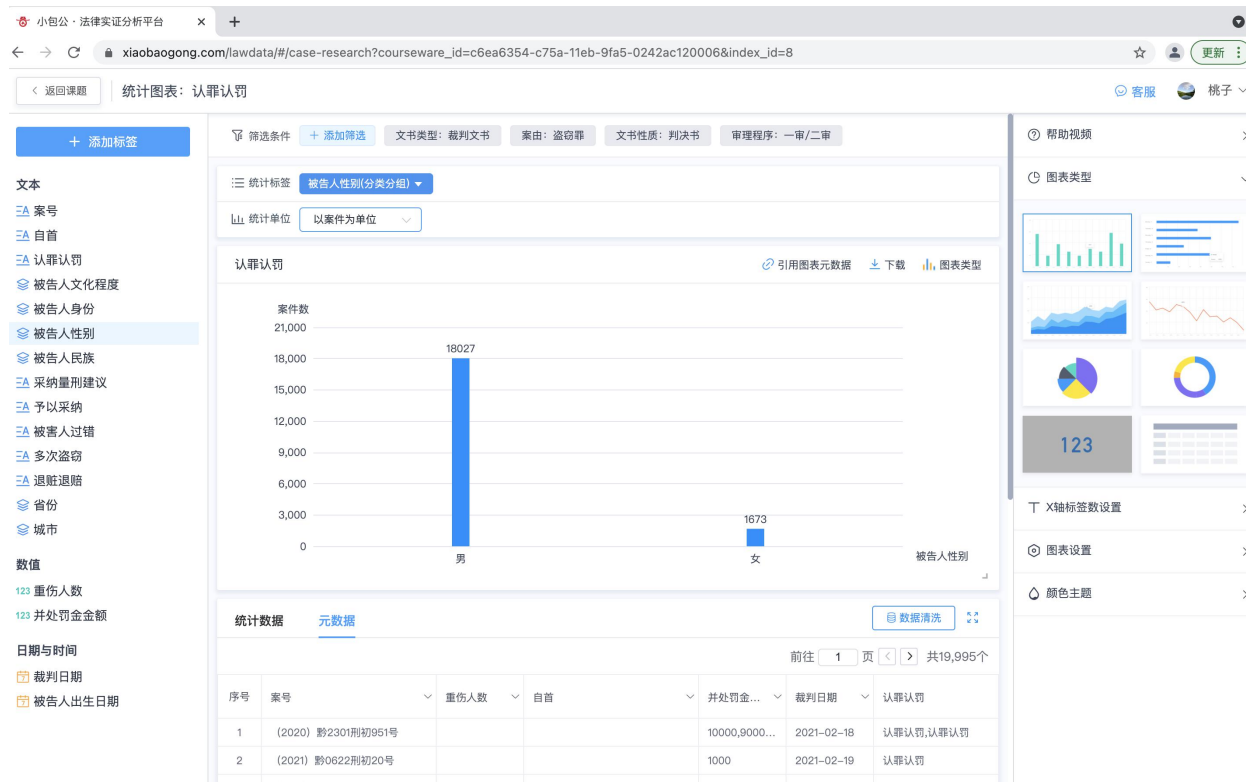 小包公 · 法律实证分析平台
xiaobaogong.com/lawdata/#/case-research?courseware_id=c6ea6354-c75a-11eb-9fa5-0242ac120006&index_id=8
更新
返回课题
统计图表：认罪认罚
客服
桃子
添加标签
文本
案号
自首
认罪认罚
被告人文化程度
被告人身份
被告人性别
被告人民族
采纳量刑建议
予以采纳
被害人过错
多次盗窃
退赃退赔
省份
城市
数值
123 重伤人数
123 并处罚金金额
日期与时间
裁判日期
被告人出生日期
筛选条件 + 添加筛选 文书类型：裁判文书 案由：盗窃罪 文书性质：判决书 审理程序：一审/二审
统计标签 被告人性别(分类分组)
统计单位 以案件为单位
认罪认罚 引用图表元数据 下载 图表类型
案件数
21,000
18,000
15,000
12,000
9,000
6,000
3,000
0
18027
1673
男 女 被告人性别
统计数据 元数据 数据清洗
前往 1 页 共19,995个
序号 案号 重伤人数 自首 并处罚金... 裁判日期 认罪认罚
1 （2020）黔2301刑初951号 10000,9000... 2021-02-18 认罪认罚,认罪认罚
2 （2021）黔0622刑初20号 1000 2021-02-19 认罪认罚
帮助视频
图表类型
123
X轴标签数设置
图表设置
颜色主题